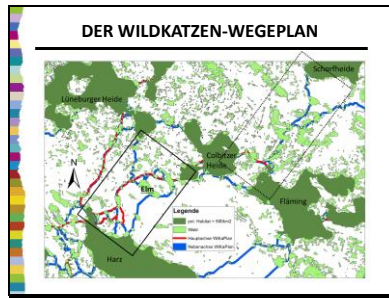 DER WILDKATZEN-WEGEPLAN
Schorfheide
Lüneburger Heide
Colbitzer
Heide
N
Elm
Fläming
Legende
Wald
Harz